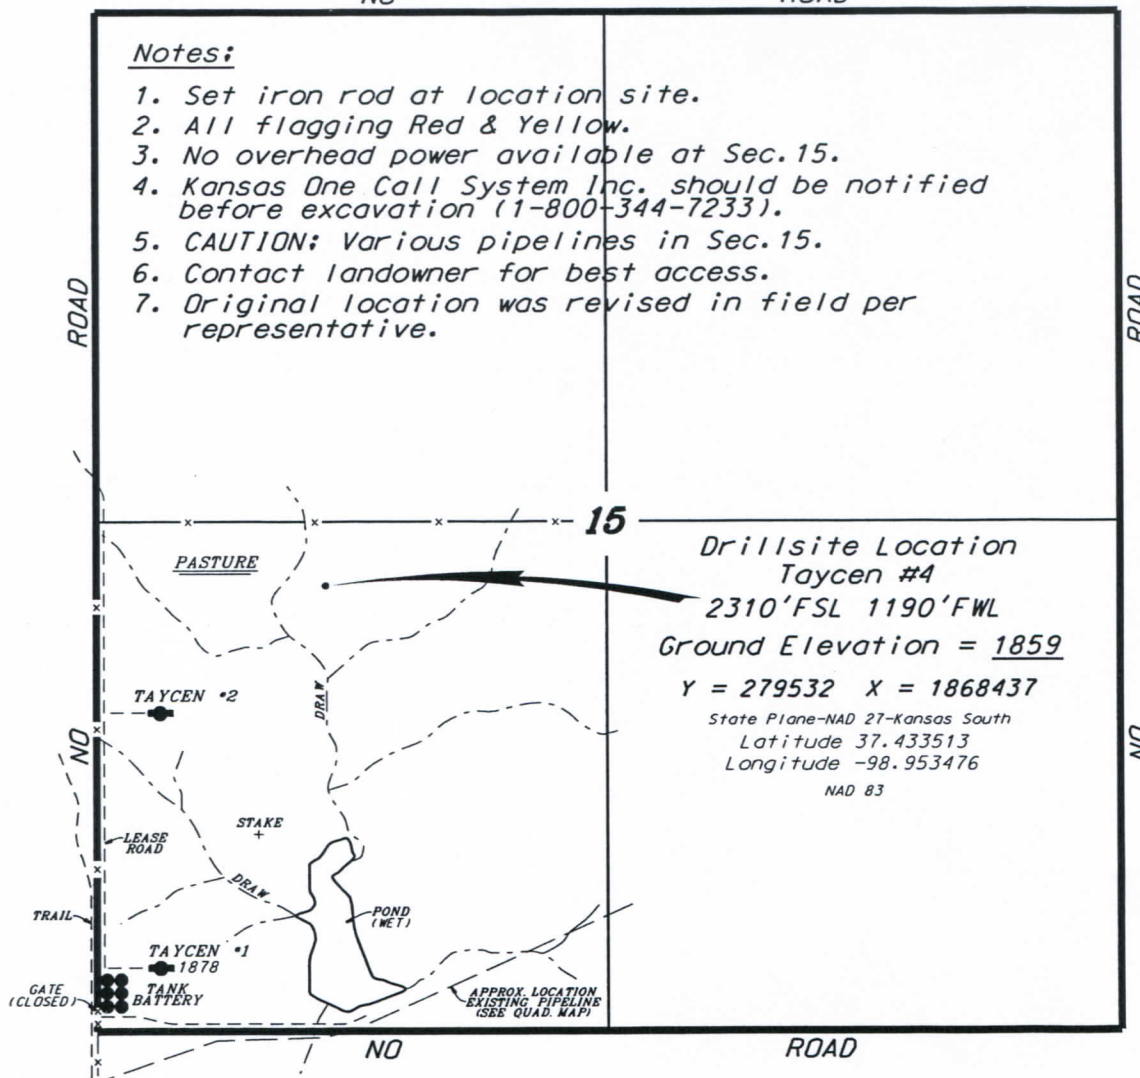 NO ROAD
Notes:
1. Set iron rod at location site.
2. All flagging Red & Yellow.
3. No overhead power available at Sec.15.
4. Kansas One Call System Inc. should be notified
before excavation (1-800-344-7233).
5. CAUTION: Various pipelines in Sec.15.
6. Contact landowner for best access.
7. Original location was revised in field per
representative.
ROAD
ROAD
15
PASTURE
Drillsite Location
Taycen #4
2310'FSL 1190'FWL
Ground Elevation = 1859
Y = 279532 X = 1868437
State Plane-NAD 27-Kansas South
Latitude 37.433513
Longitude -98.953476
NAD 83
TAYCEN #2
DRAW
NO
NO
STAKE
LEASE
ROAD
DRAW
TRAIL
POND
(WET)
TAYCEN #1
1878
GATE
(CLOSED)
TANK
BATTERY
APPROX. LOCATION
EXISTING PIPELINE
(SEE QUAD. MAP)
NO ROAD